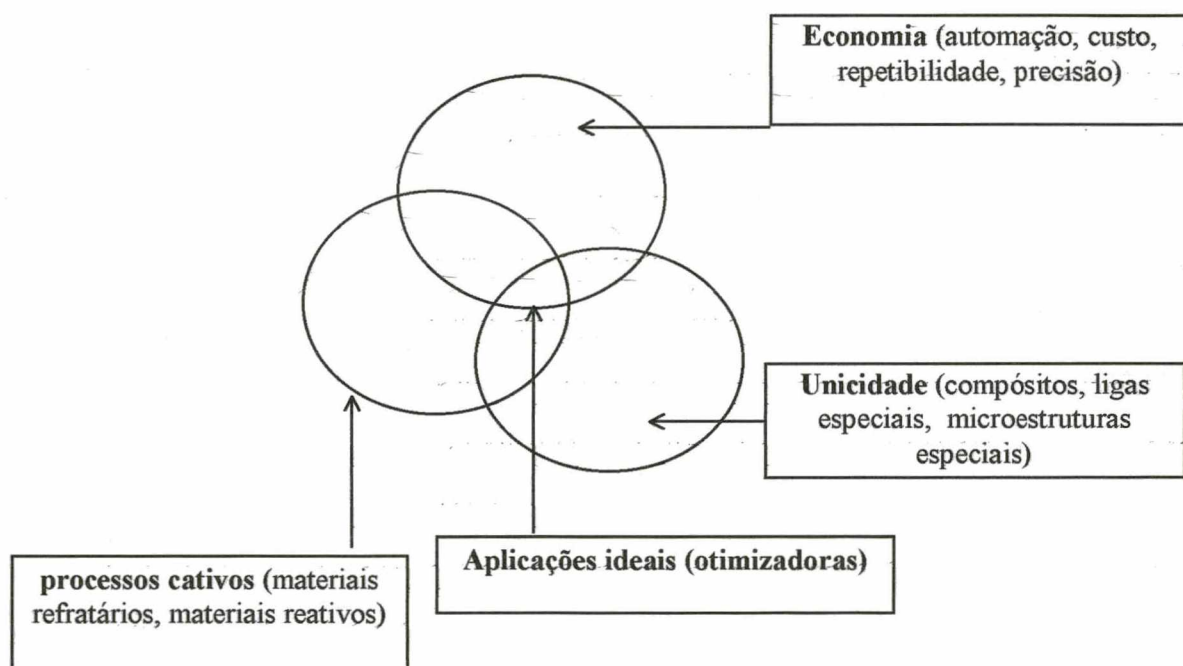 Economia (automação, custo,
repetibilidade, precisão)
Unicidade (compósitos, ligas
especiais, microestruturas
especiais)
Aplicações ideais (otimizadoras)
processos cativos (materiais
refratários, materiais reativos)